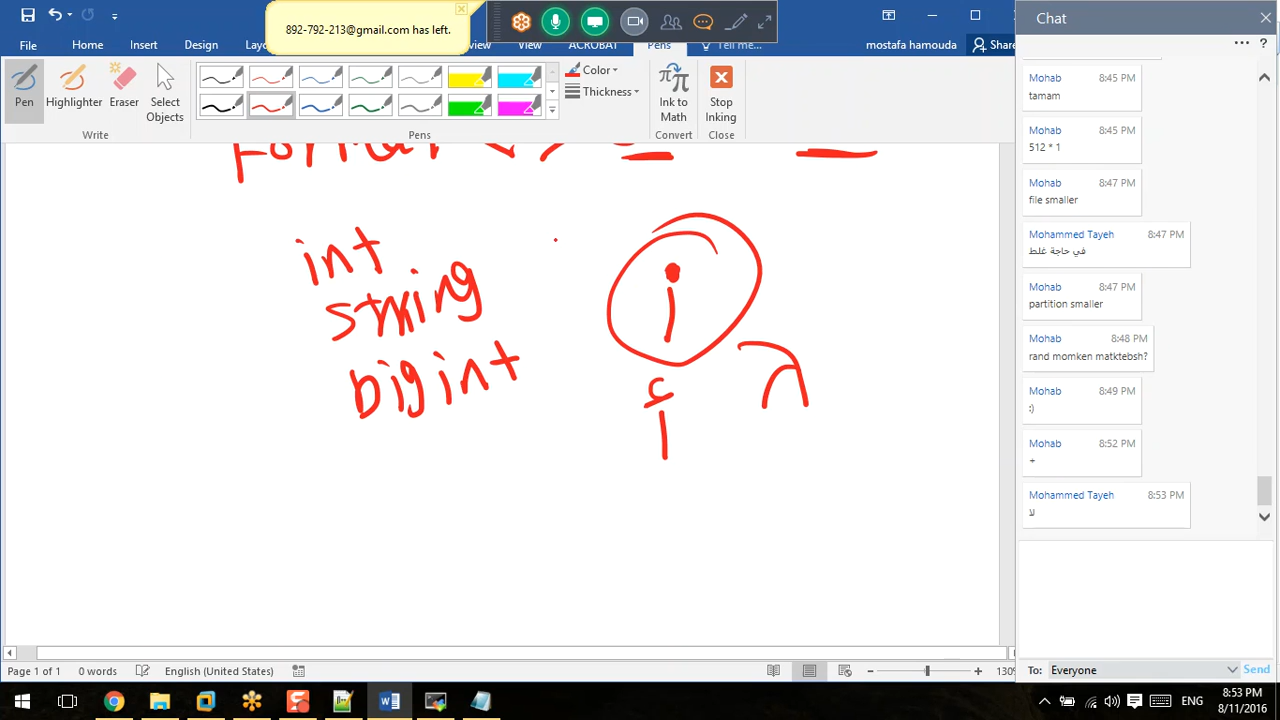 892-792-213@gmail.com has left.
Chat
File Home Insert Design Layo iew ACROBAT Pens Tell me... mostafa hamouda Share
Pen Highlighter Eraser Select Objects
Color
Thickness
Ink to Math
Stop Inking
Write Pens Convert Close
Format
int
string
bigint
Mohab 8:45 PM
tamam
Mohab 8:45 PM
512 * 1
Mohab 8:47 PM
file smaller
Mohammed Tayeh 8:47 PM
في حاجة غلط
Mohab 8:47 PM
partition smaller
Mohab 8:48 PM
rand momken matktebsh?
Mohab 8:49 PM
:)
Mohab 8:52 PM
+
Mohammed Tayeh 8:53 PM
لا
To: Everyone Send
Page 1 of 1 0 words English (United States) 130%
ENG
8:53 PM
8/11/2016